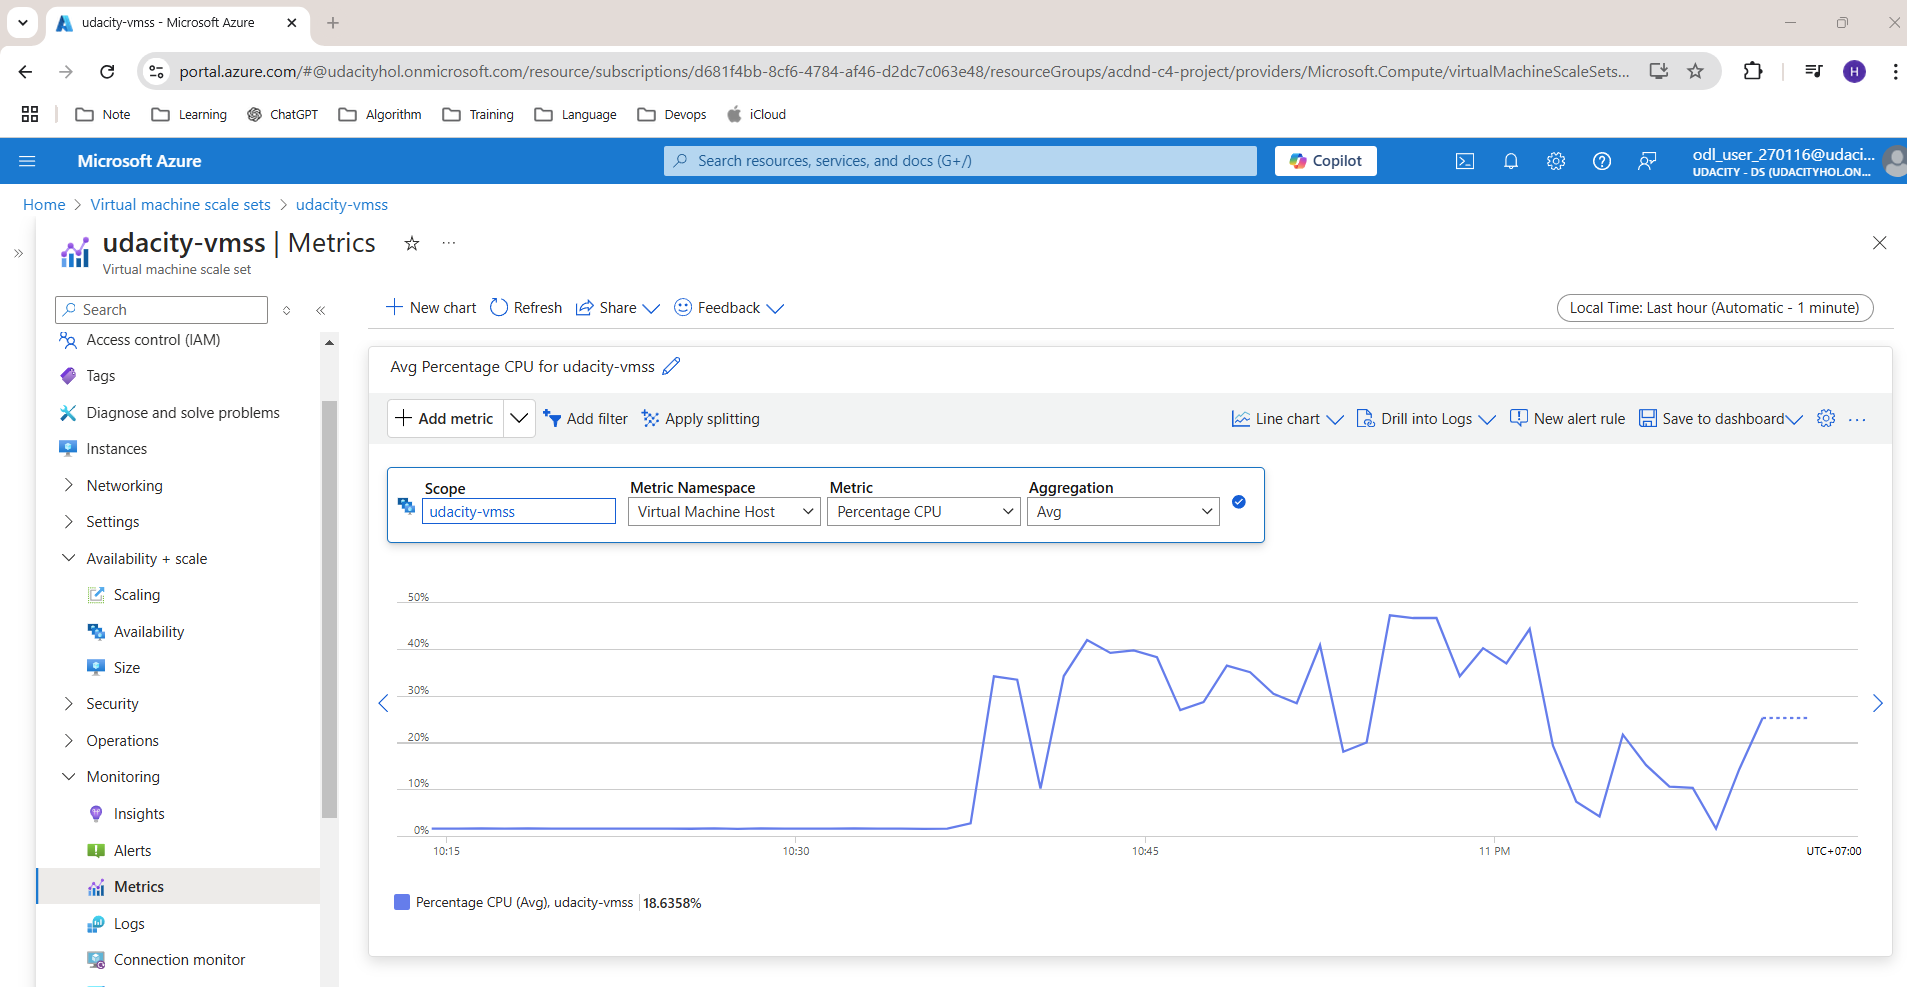 udacity-vmss - Microsoft Azure
portal.azure.com/#@udacityhol.onmicrosoft.com/resource/subscriptions/d681f4bb-8cf6-4784-af46-d2dc7c063e48/resourceGroups/acdnd-c4-project/providers/Microsoft.Compute/virtualMachineScaleSets...
H
Note Learning ChatGPT Algorithm Training Language Devops iCloud
Microsoft Azure
Search resources, services, and docs (G+/)
Copilot
odl_user_270116@udaci...
UDACITY - DS (UDACITYHOL.ON...
Home > Virtual machine scale sets > udacity-vmss
udacity-vmss | Metrics
Virtual machine scale set
Search
Access control (IAM)
Tags
Diagnose and solve problems
Instances
Networking
Settings
Availability + scale
Scaling
Availability
Size
Security
Operations
Monitoring
Insights
Alerts
Metrics
Logs
Connection monitor
New chart Refresh Share Feedback
Local Time: Last hour (Automatic - 1 minute)
Avg Percentage CPU for udacity-vmss
Add metric Add filter Apply splitting
Line chart Drill into Logs New alert rule Save to dashboard
Scope Metric Namespace Metric Aggregation
udacity-vmss Virtual Machine Host Percentage CPU Avg
50%
40%
30%
20%
10%
0%
10:15 10:30 10:45 11 PM UTC+07:00
Percentage CPU (Avg), udacity-vmss 18.6358%